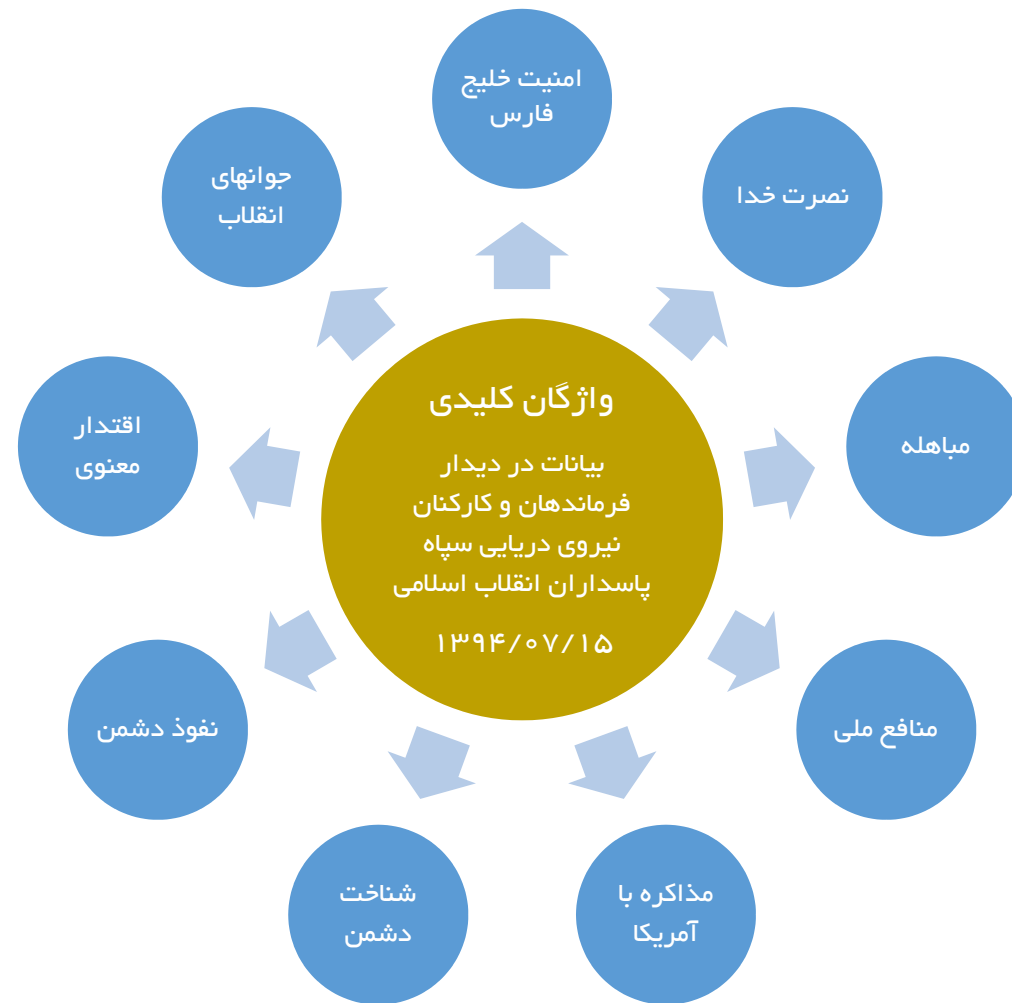 امنیت خلیج
فارس
نصرت خدا
مباهله
منافع ملی
مذاکره با
آمریکا
شناخت
دشمن
نفوذ دشمن
اقتدار
معنوی
جوانهای
انقلاب
واژگان کلیدی
بیانات در دیدار
فرماندهان و کارکنان
نیروی دریایی سپاه
پاسداران انقلاب اسلامی
۱۳۹۴/۰۷/۱۵